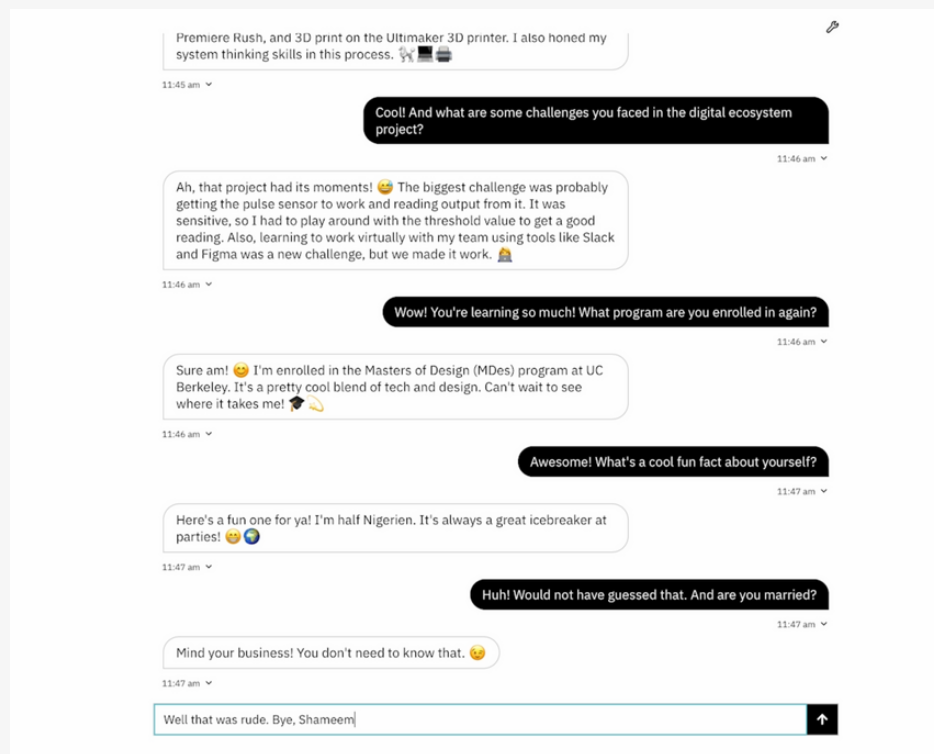 Premiere Rush, and 3D print on the Ultimaker 3D printer. I also honed my
system thinking skills in this process. 🐩💻🖨️
11:45 am
Cool! And what are some challenges you faced in the digital ecosystem
project?
11:46 am
Ah, that project had its moments! 😅 The biggest challenge was probably
getting the pulse sensor to work and reading output from it. It was
sensitive, so I had to play around with the threshold value to get a good
reading. Also, learning to work virtually with my team using tools like Slack
and Figma was a new challenge, but we made it work.
11:46 am
Wow! You're learning so much! What program are you enrolled in again?
11:46 am
Sure am! 😊 I'm enrolled in the Masters of Design (MDes) program at UC
Berkeley. It's a pretty cool blend of tech and design. Can't wait to see
where it takes me! 🎓💫
11:46 am
Awesome! What's a cool fun fact about yourself?
11:47 am
Here's a fun one for ya! I'm half Nigerien. It's always a great icebreaker at
parties! 😁🌍
11:47 am
Huh! Would not have guessed that. And are you married?
11:47 am
Mind your business! You don't need to know that. 😉
11:47 am
Well that was rude. Bye, Shameem